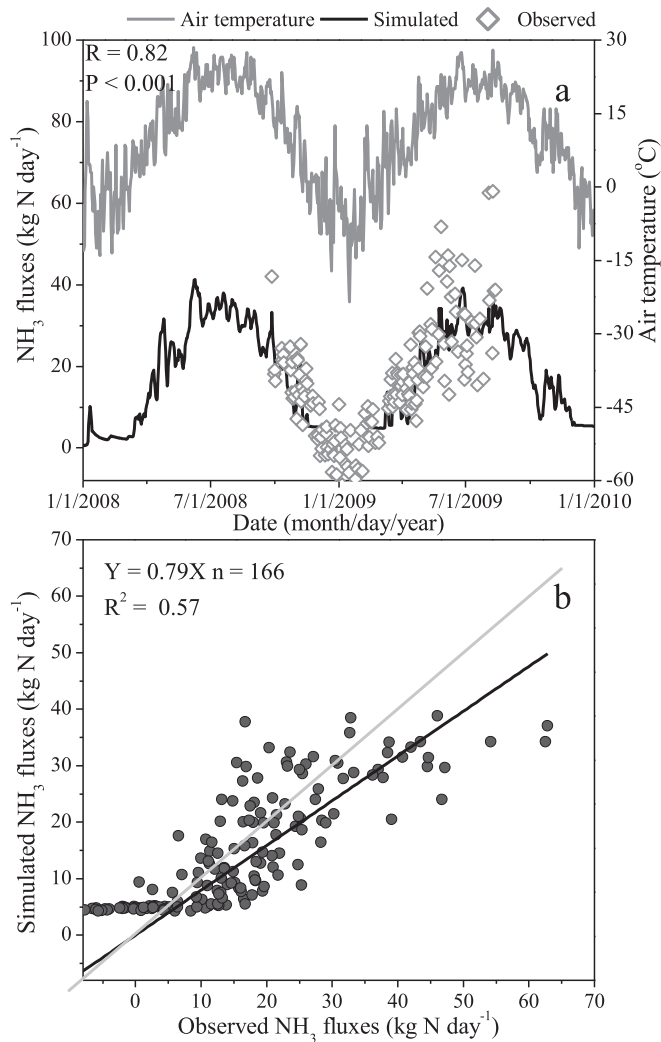 Air temperature Simulated Observed
R = 0.82
P < 0.001
a
100
80
60
40
20
0
NH3 fluxes (kg N day-1)
30
15
0
-15
-30
-45
-60
Air temperature (oC)
1/1/2008 7/1/2008 1/1/2009 7/1/2009 1/1/2010
Date (month/day/year)
Y = 0.79X n = 166
R2 = 0.57
b
70
60
50
40
30
20
10
0
Simulated NH3 fluxes (kg N day-1)
0 10 20 30 40 50 60 70
Observed NH3 fluxes (kg N day-1)